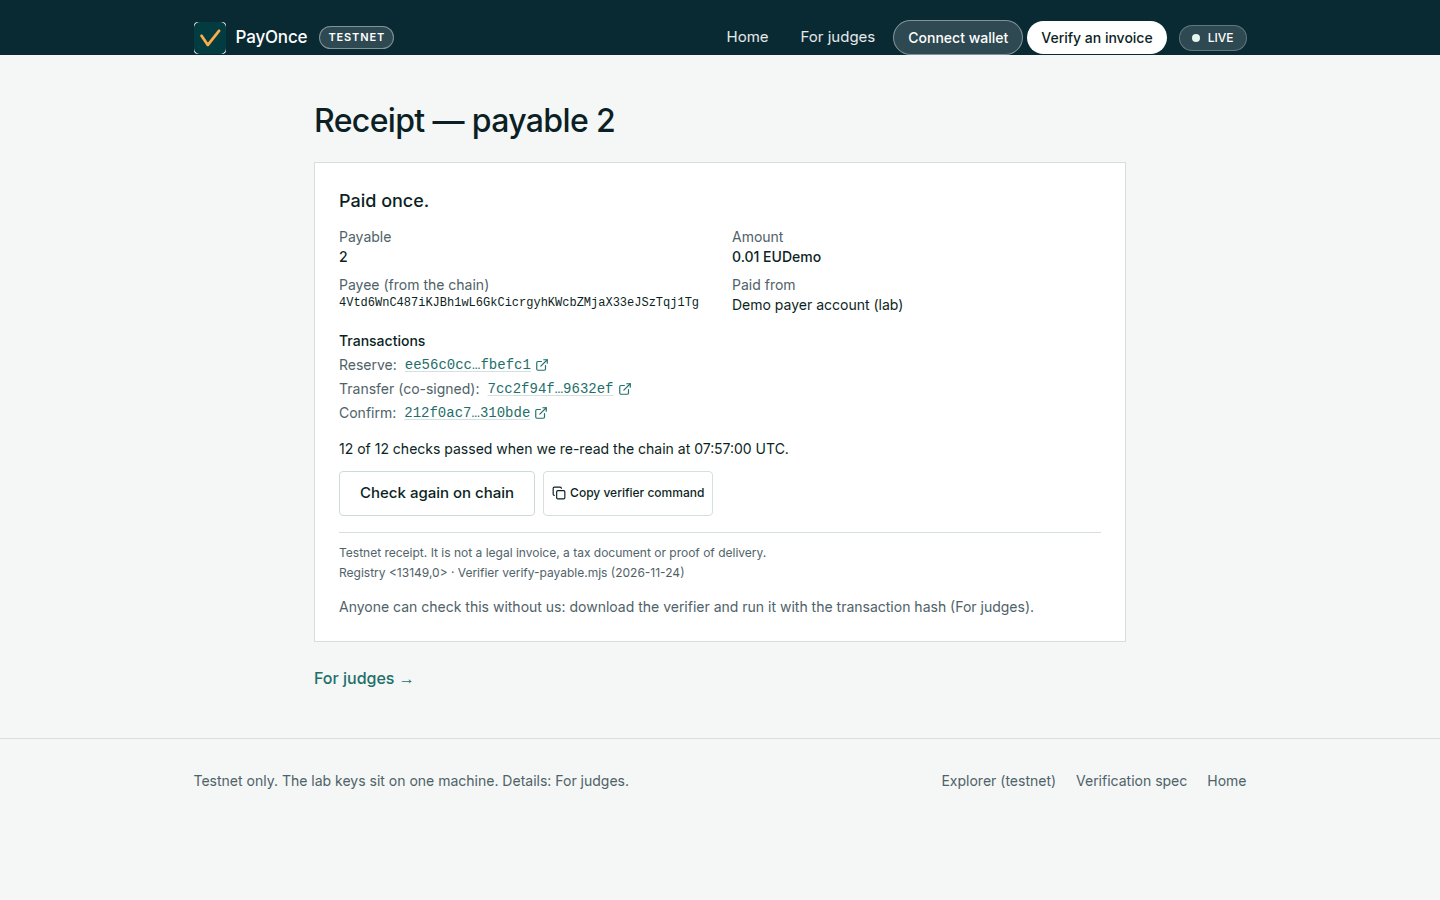 PayOnce TESTNET Home For judges Connect wallet Verify an invoice LIVE
Receipt — payable 2
Paid once.
Payable Amount
2 0.01 EUDemo
Payee (from the chain) Paid from
4Vtd6WnC487iKJBh1wL6GkCicrgyhKWcbZMjaX33eJSzTqj1Tg Demo payer account (lab)
Transactions
Reserve: ee56c0cc…fbefc1
Transfer (co-signed): 7cc2f94f…9632ef
Confirm: 212f0ac7…310bde
12 of 12 checks passed when we re-read the chain at 07:57:00 UTC.
Check again on chain Copy verifier command
Testnet receipt. It is not a legal invoice, a tax document or proof of delivery.
Registry <13149,0> · Verifier verify-payable.mjs (2026-11-24)
Anyone can check this without us: download the verifier and run it with the transaction hash (For judges).
For judges →
Testnet only. The lab keys sit on one machine. Details: For judges. Explorer (testnet) Verification spec Home